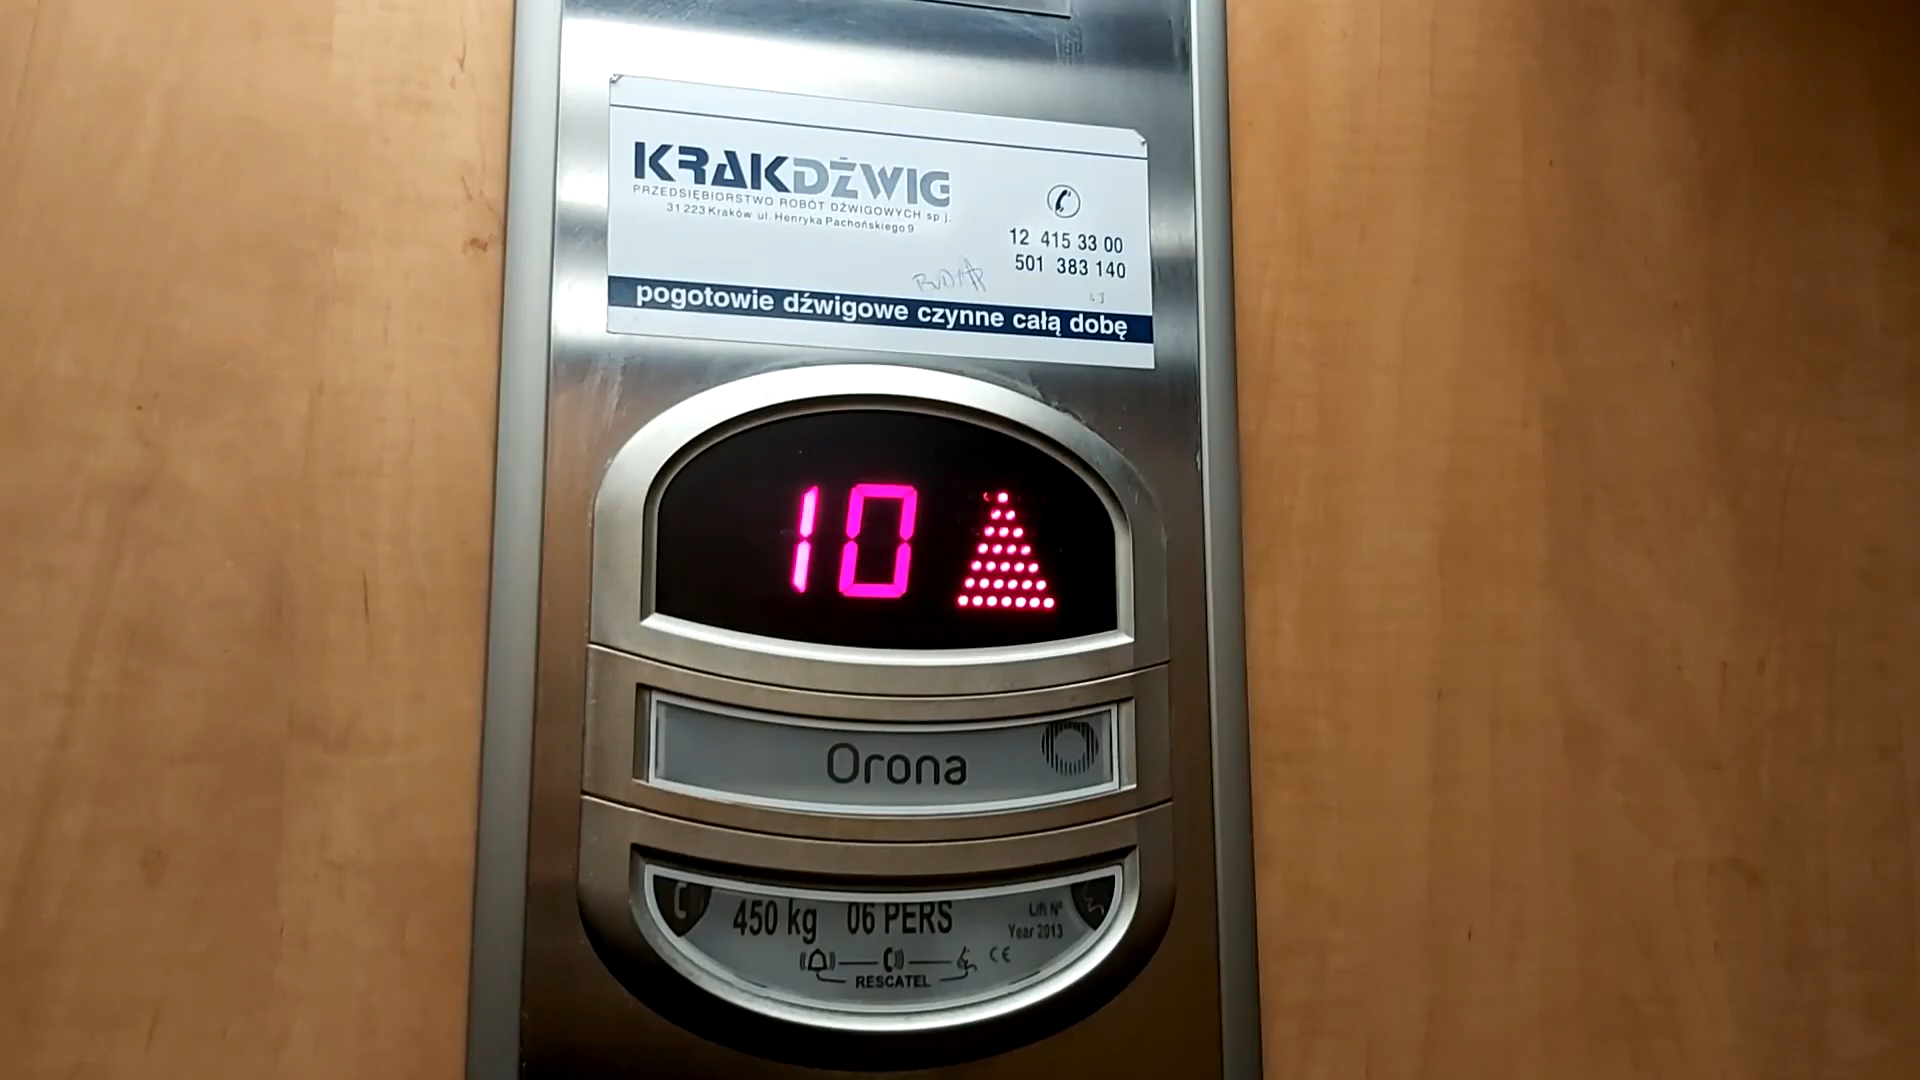 KRAKDŹWIG
PRZEDSIĘBIORSTWO ROBÓT DŹWIGOWYCH sp j.
31 223 Kraków ul. Henryka Pachońskiego 9
12 415 33 00
501 383 140
pogotowie dźwigowe czynne całą dobę
10
Orona
450 kg 06 PERS
Lift Nº
Year 2013
CE
RESCATEL